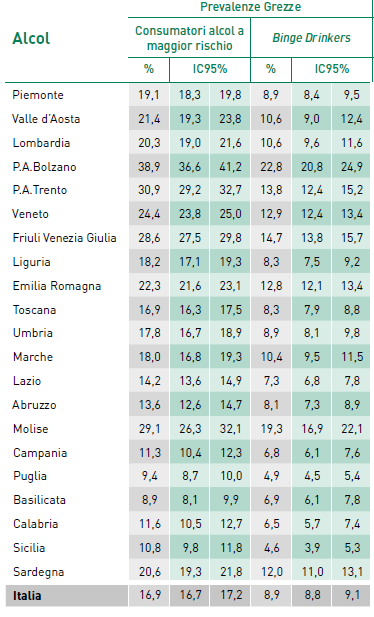 Prevalenze Grezze
Alcol
Consumatori alcol a
maggior rischio
Binge Drinkers
% IC95% % IC95%
Piemonte 19,1 18,3 19,8 8,9 8,4 9,5
Valle d'Aosta 21,4 19,3 23,8 10,6 9,0 12,4
Lombardia 20,3 19,0 21,6 10,6 9,6 11,6
P.A.Bolzano 38,9 36,6 41,2 22,8 20,8 24,9
P.A.Trento 30,9 29,2 32,7 13,8 12,4 15,2
Veneto 24,4 23,8 25,0 12,9 12,4 13,4
Friuli Venezia Giulia 28,6 27,5 29,8 14,7 13,8 15,7
Liguria 18,2 17,1 19,3 8,3 7,5 9,2
Emilia Romagna 22,3 21,6 23,1 12,8 12,1 13,4
Toscana 16,9 16,3 17,5 8,3 7,9 8,8
Umbria 17,8 16,7 18,9 8,9 8,1 9,8
Marche 18,0 16,8 19,3 10,4 9,5 11,5
Lazio 14,2 13,6 14,9 7,3 6,8 7,8
Abruzzo 13,6 12,6 14,7 8,1 7,3 8,9
Molise 29,1 26,3 32,1 19,3 16,9 22,1
Campania 11,3 10,4 12,3 6,8 6,1 7,6
Puglia 9,4 8,7 10,0 4,9 4,5 5,4
Basilicata 8,9 8,1 9,9 6,9 6,1 7,8
Calabria 11,6 10,5 12,7 6,5 5,7 7,4
Sicilia 10,8 9,8 11,8 4,6 3,9 5,3
Sardegna 20,6 19,3 21,8 12,0 11,0 13,1
Italia 16,9 16,7 17,2 8,9 8,8 9,1